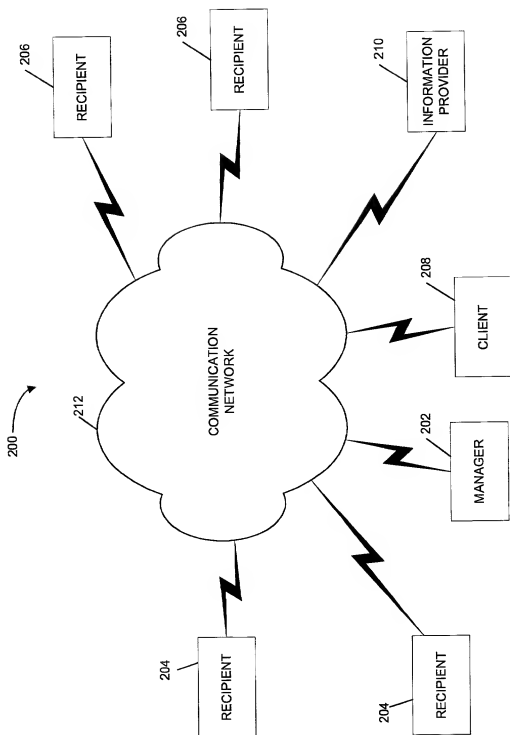 200
212
COMMUNICATION
NETWORK
204
RECIPIENT
204
RECIPIENT
202
MANAGER
208
CLIENT
210
INFORMATION
PROVIDER
206
RECIPIENT
206
RECIPIENT